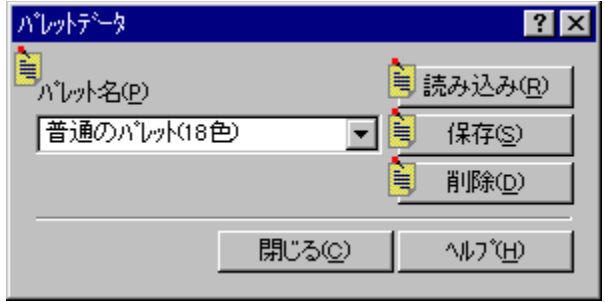 ﾊﾟﾚｯﾄﾃﾞｰﾀ
ﾊﾟﾚｯﾄ名(P)
普通のﾊﾟﾚｯﾄ(18色)
読み込み(R)
保存(S)
削除(D)
閉じる(C)
ﾍﾙﾌﾟ(H)